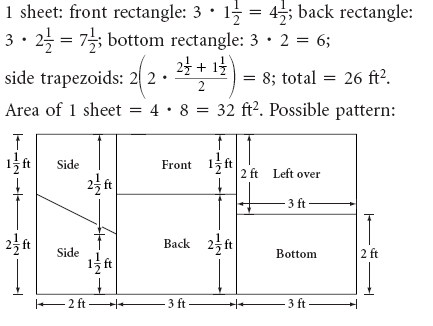 1 sheet: front rectangle: 3 · 1½ = 4½; back rectangle:
3 · 2½ = 7½; bottom rectangle: 3 · 2 = 6;
side trapezoids: 2(2 · (2½ + 1½)/2) = 8; total = 26 ft².
Area of 1 sheet = 4 · 8 = 32 ft². Possible pattern:
1½ ft Side 2½ ft Front 1½ ft 2 ft Left over
3 ft
2½ ft Side 1½ ft Back 2½ ft Bottom 2 ft
2 ft 3 ft 3 ft